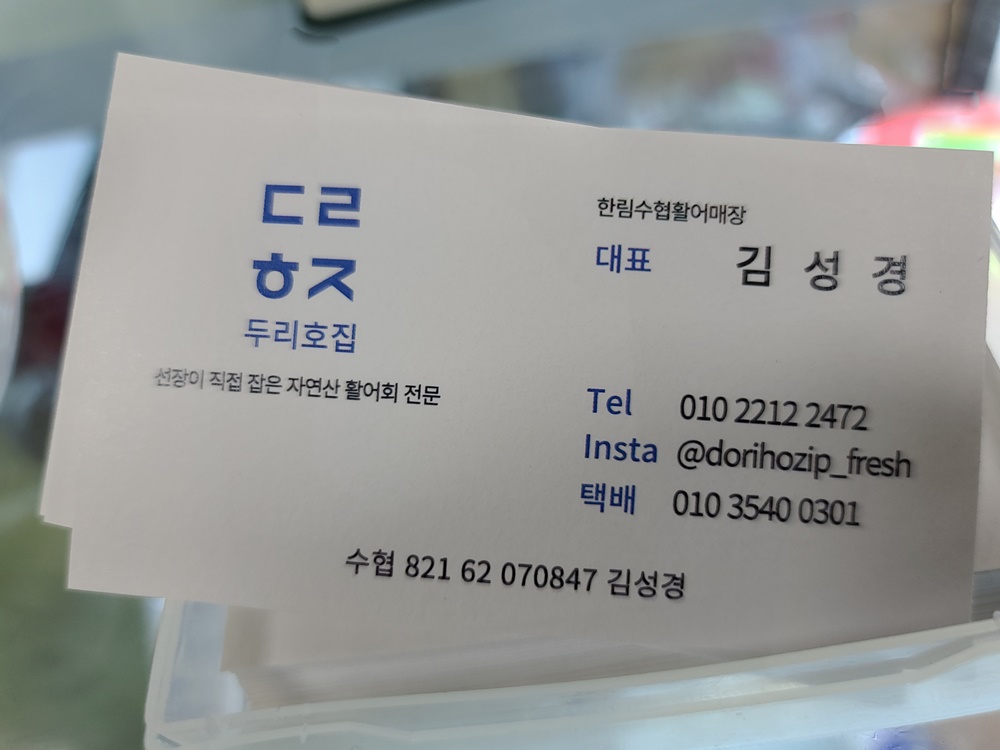 ㄷㄹ
ㅎㅈ
두리호집
선장이 직접 잡은 자연산 활어회 전문
한림수협활어매장
대표 김성경
Tel 010 2212 2472
Insta @dorihozip_fresh
택배 010 3540 0301
수협 821 62 070847 김성경